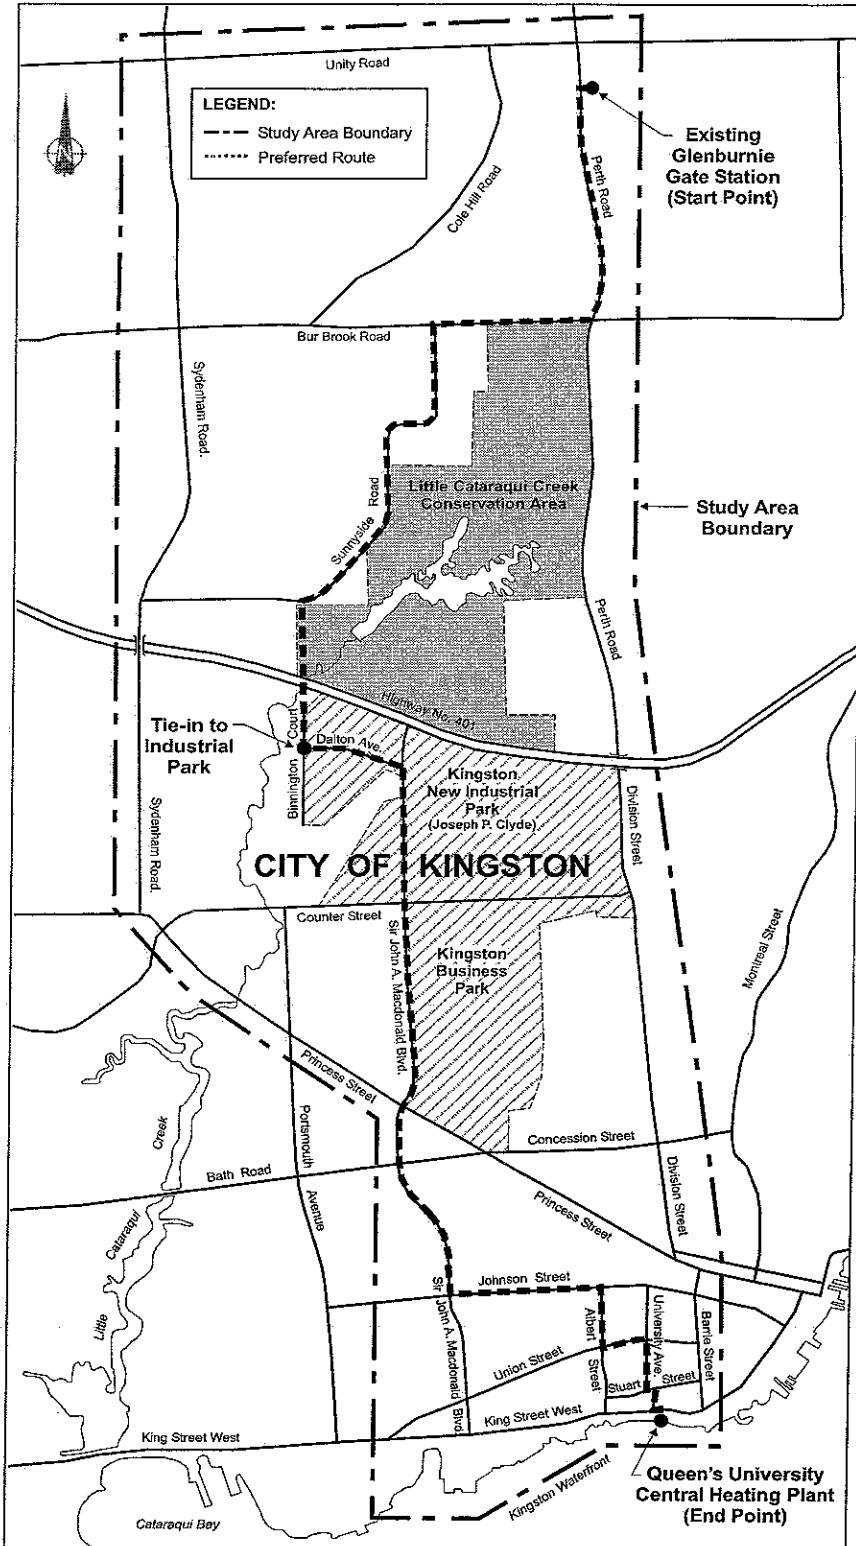 Unity Road
LEGEND:
Study Area Boundary
Preferred Route
Existing
Glenburnie
Gate Station
(Start Point)
Perth Road
Cole Hill Road
Bur Brook Road
Sydenham Road.
Little Cataraqui Creek
Conservation Area
Sunnyside Road
Study Area
Boundary
Perth Road
Highway No. 401
Tie-in to
Industrial
Park
Binnington Court
Dalton Ave.
Kingston
New Industrial
Park
(Joseph P. Clyde)
Division Street
Sydenham Road.
CITY OF KINGSTON
Counter Street
Sir John A. Macdonald Blvd.
Kingston
Business
Park
Montreal Street
Princess Street
Portsmouth Avenue
Concession Street
Bath Road
Division Street
Princess Street
Little Cataraqui Creek
Johnson Street
Sir John A. Macdonald Blvd.
Albert Street
University Ave.
Barrie Street
Union Street
Stuart Street
King Street West
King Street West
Kingston Waterfront
Queen's University
Central Heating Plant
(End Point)
Cataraqui Bay